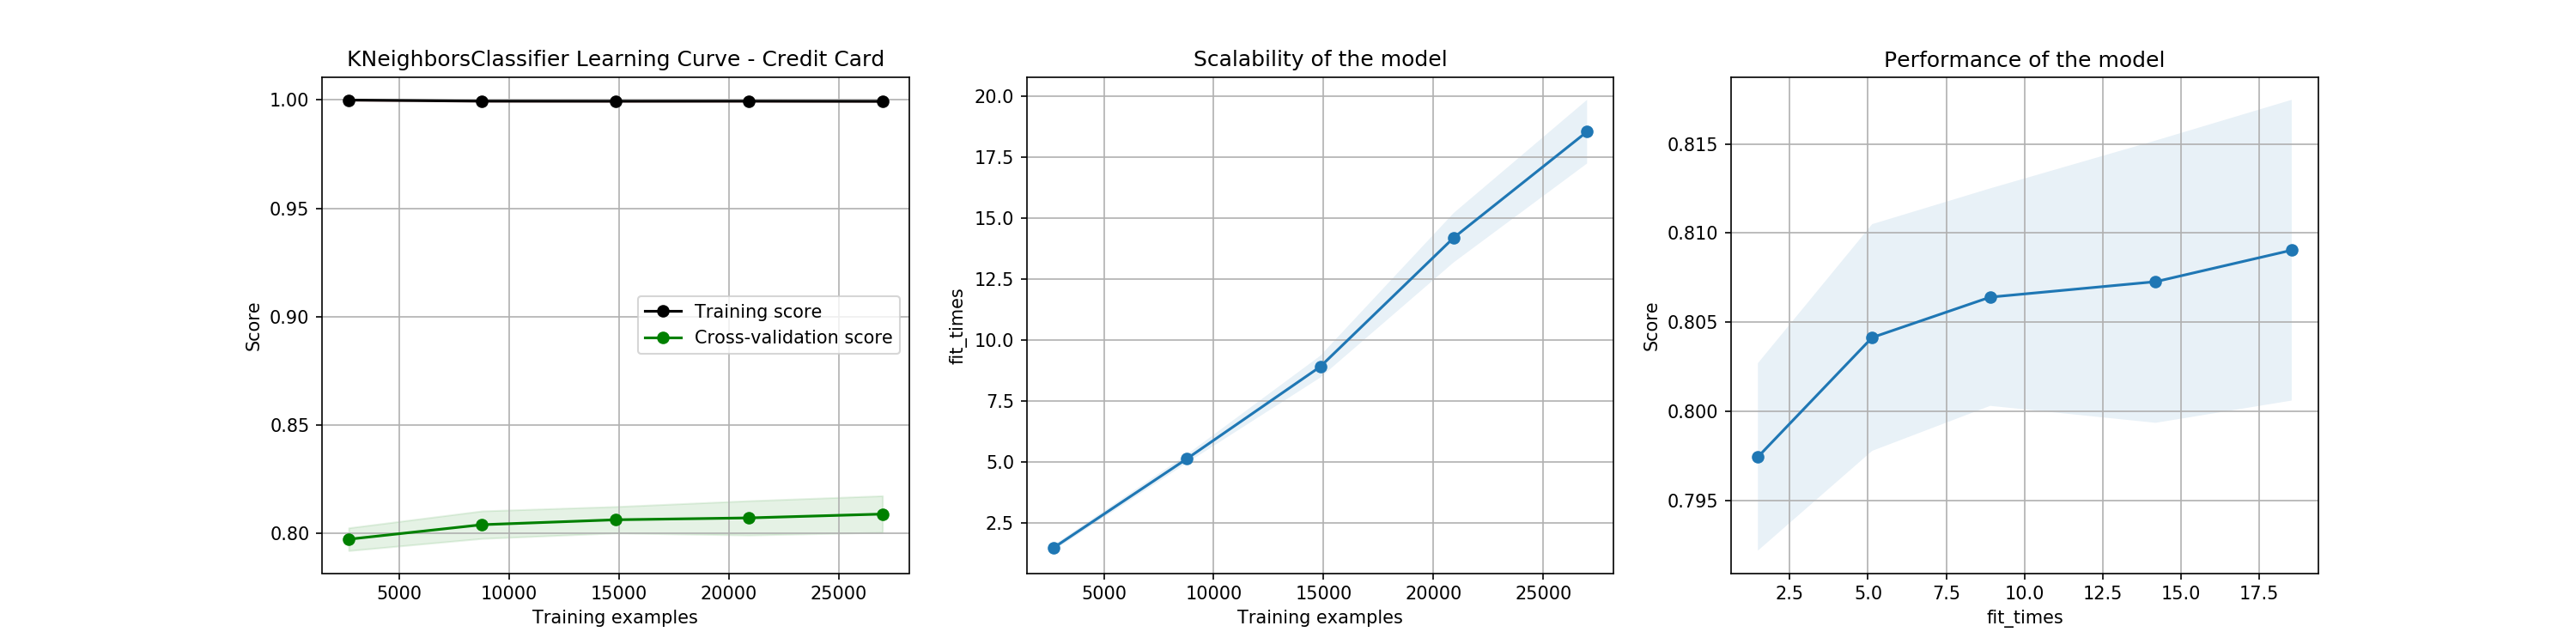 KNeighborsClassifier Learning Curve - Credit Card
1.00
0.95
0.90
0.85
0.80
Score
Training score
Cross-validation score
5000 10000 15000 20000 25000
Training examples
Scalability of the model
20.0
17.5
15.0
12.5
10.0
7.5
5.0
2.5
fit_times
5000 10000 15000 20000 25000
Training examples
Performance of the model
0.815
0.810
0.805
0.800
0.795
Score
2.5 5.0 7.5 10.0 12.5 15.0 17.5
fit_times